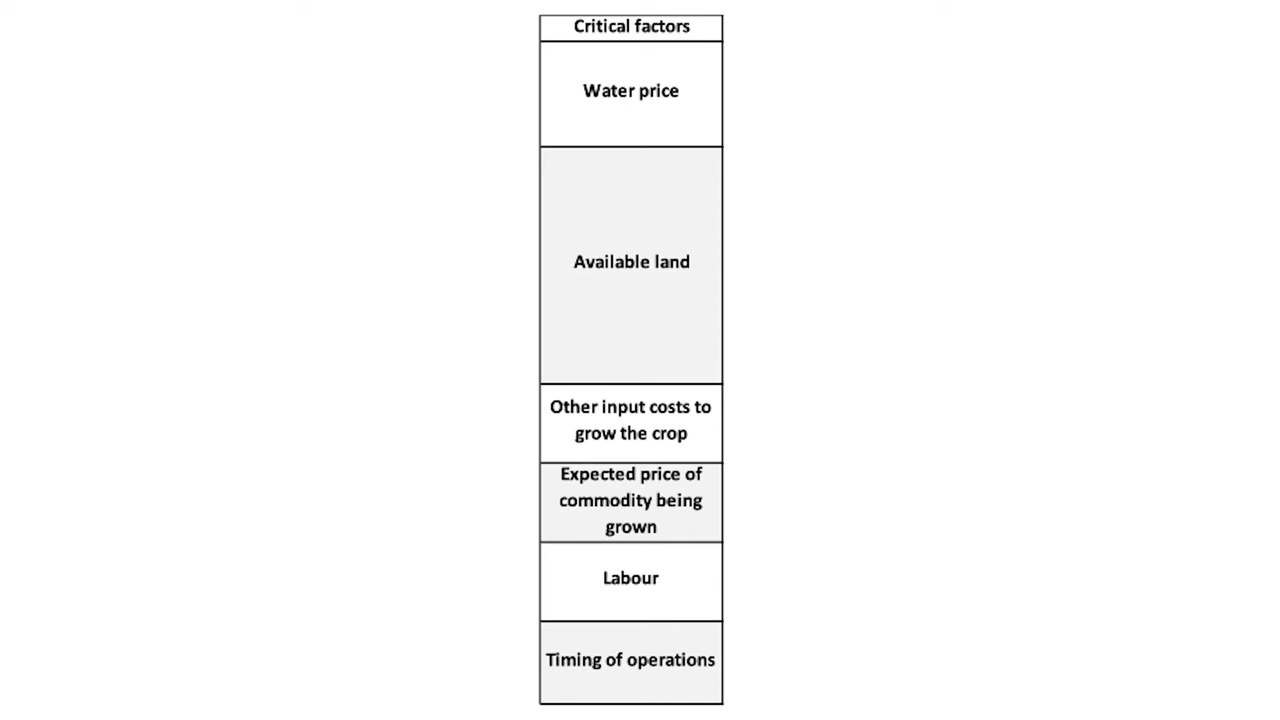 Critical factors
Water price
Available land
Other input costs to
grow the crop
Expected price of
commodity being
grown
Labour
Timing of operations